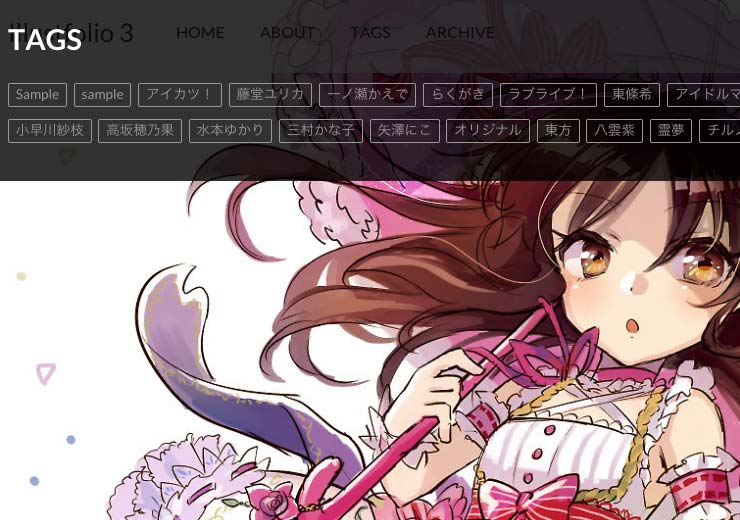 Illustfolio 3 HOME ABOUT TAGS ARCHIVE
TAGS
Sample sample アイカツ! 藤堂ユリカ 一ノ瀬かえで らくがき ラブライブ! 東條希 アイドルマ
小早川紗枝 高坂穂乃果 水本ゆかり 三村かな子 矢澤にこ オリジナル 東方 八雲紫 霊夢 チルノ